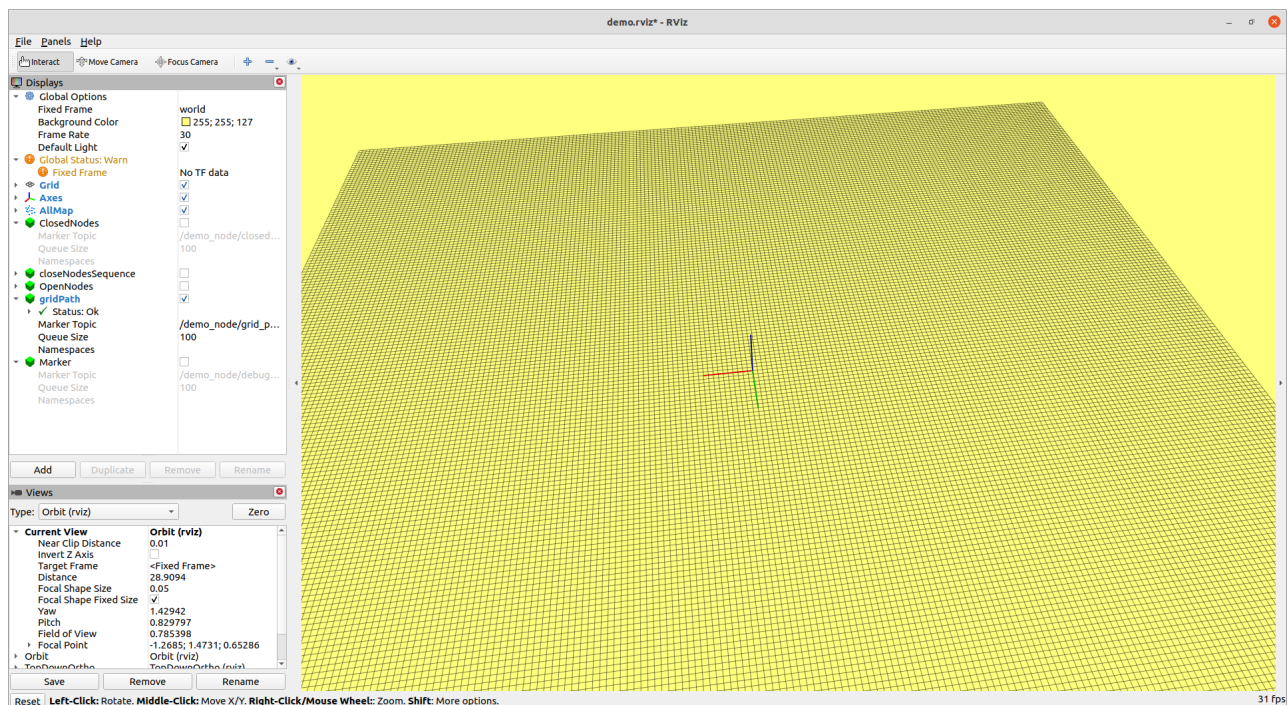 demo.rviz* - RViz
File Panels Help
Interact Move Camera Focus Camera
Displays
Global Options
Fixed Frame world
Background Color 255; 255; 127
Frame Rate 30
Default Light
Global Status: Warn
Fixed Frame No TF data
Grid
Axes
AllMap
ClosedNodes
Marker Topic /demo_node/closed...
Queue Size 100
Namespaces
closeNodesSequence
OpenNodes
gridPath
Status: Ok
Marker Topic /demo_node/grid_p...
Queue Size 100
Namespaces
Marker
Marker Topic /demo_node/debug...
Queue Size 100
Namespaces
Add Duplicate Remove Rename
Views
Type: Orbit (rviz) Zero
Current View Orbit (rviz)
Near Clip Distance 0.01
Invert Z Axis
Target Frame <Fixed Frame>
Distance 28.9094
Focal Shape Size 0.05
Focal Shape Fixed Size
Yaw 1.42942
Pitch 0.829797
Field of View 0.785398
Focal Point -1.2685; 1.4731; 0.65286
Orbit Orbit (rviz)
TopDownOrtho TopDownOrtho (rviz)
Save Remove Rename
Reset Left-Click: Rotate. Middle-Click: Move X/Y. Right-Click/Mouse Wheel:: Zoom. Shift: More options. 31 fps